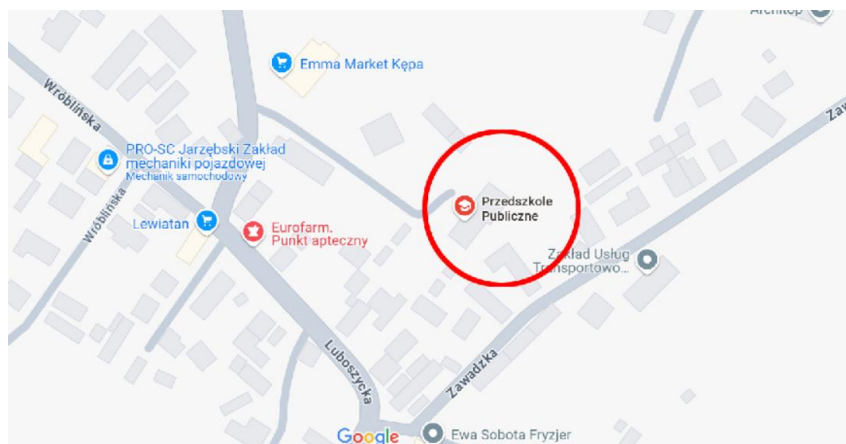 Architop
Emma Market Kępa
Wróblińska
PRO-SC Jarzębski Zakład
mechaniki pojazdowej
Mechanik samochodowy
Przedszkole
Publiczne
Lewiatan
Eurofarm.
Punkt apteczny
Wróblińska
Zakład Usług
Transportowo...
Luboszycka
Zawadzka
Google
Ewa Sobota Fryzjer